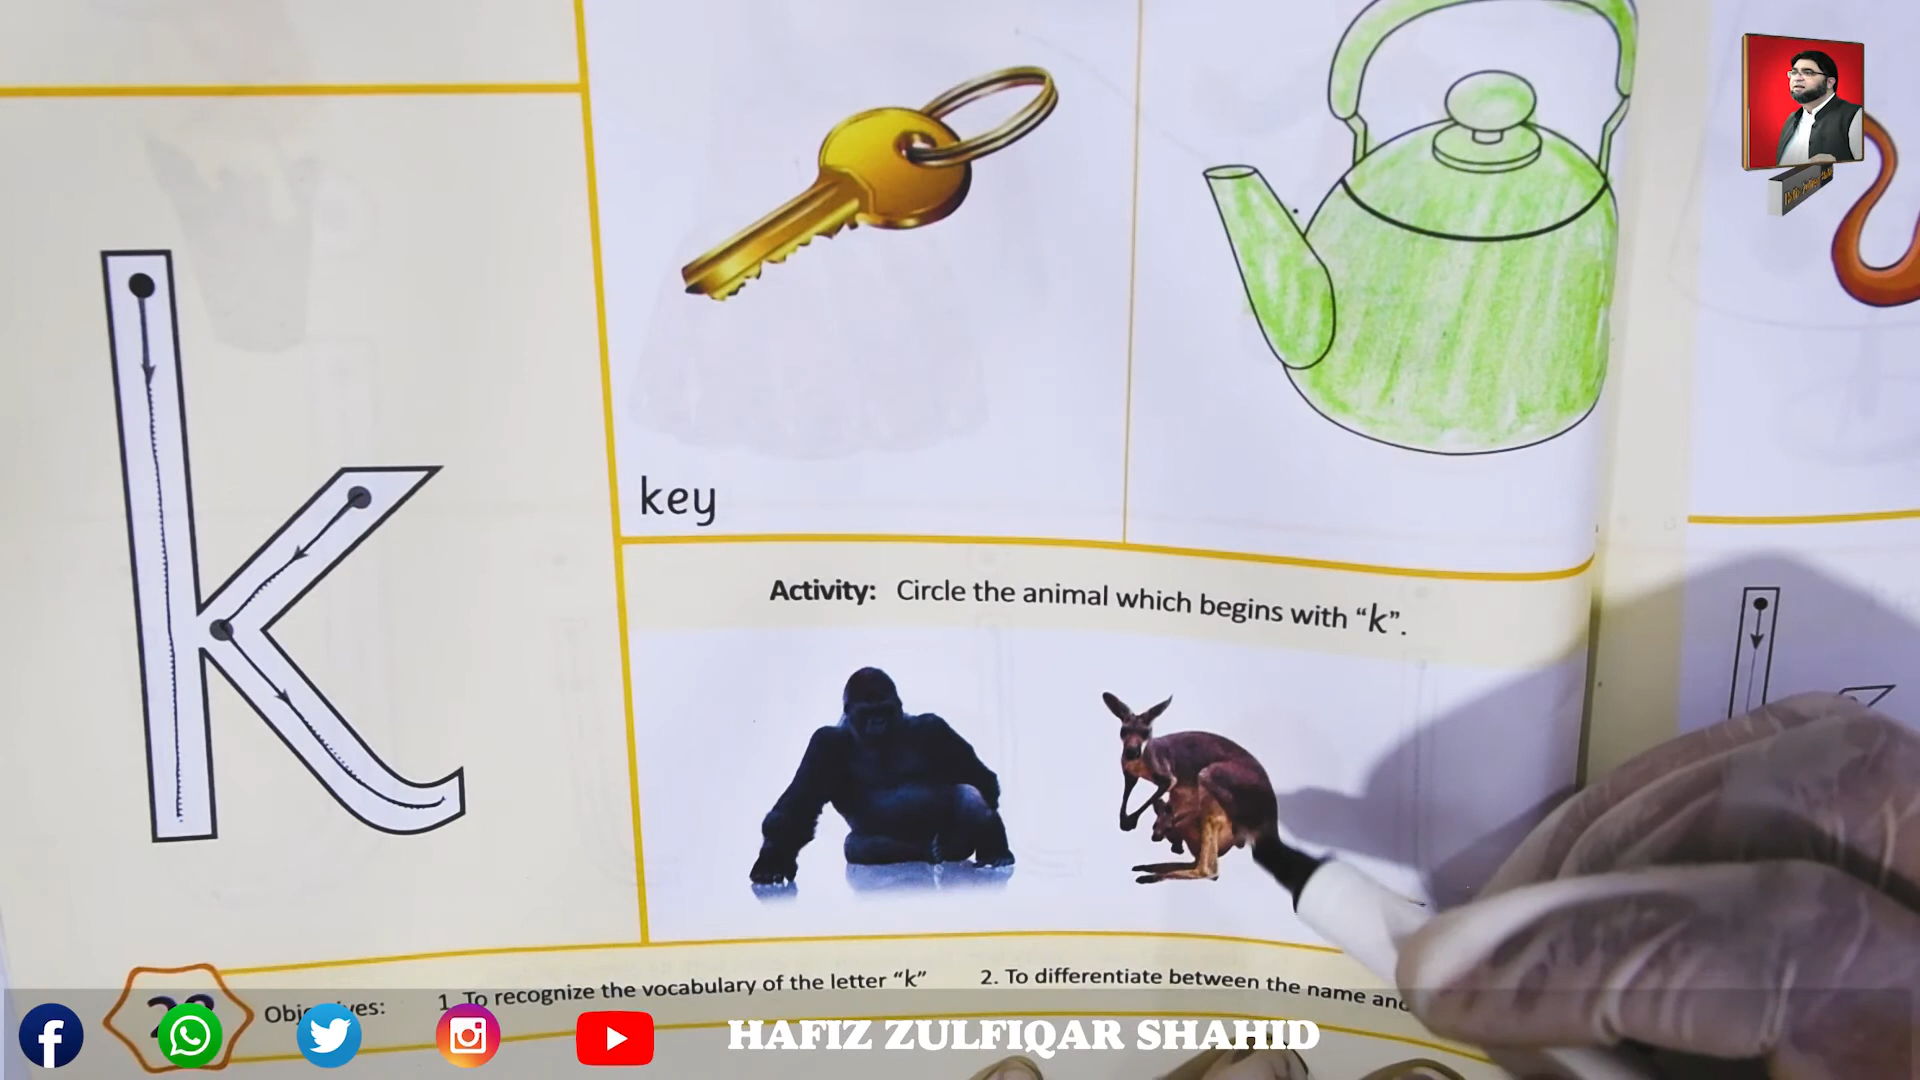 k
key
Activity: Circle the animal which begins with “k”.
Objectives: 1. To recognize the vocabulary of the letter “k” 2. To differentiate between the name and
HAFIZ ZULFIQAR SHAHID